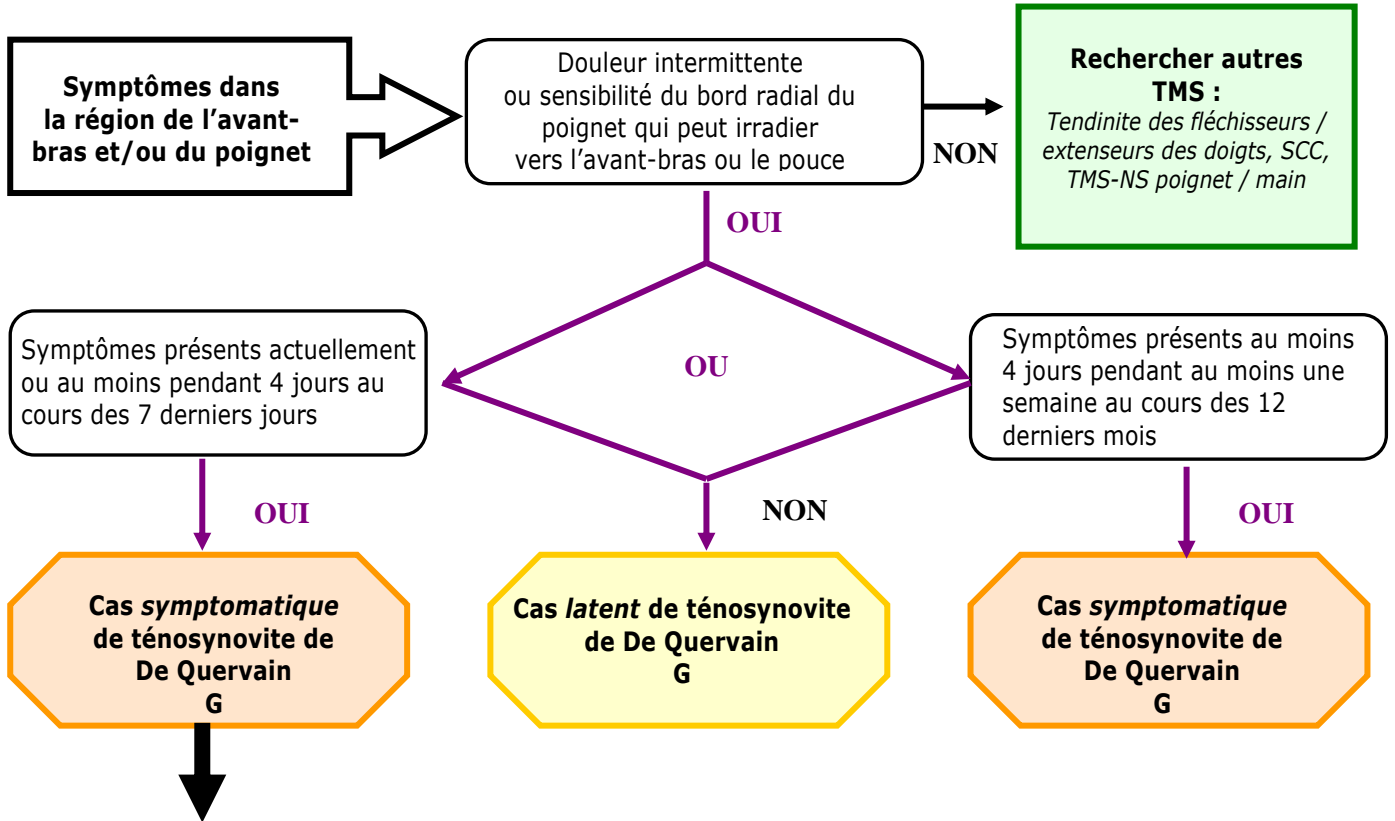 Symptômes dans
la région de l'avant-
bras et/ou du poignet
Douleur intermittente
ou sensibilité du bord radial du
poignet qui peut irradier
vers l'avant-bras ou le pouce
NON
Rechercher autres
TMS :
Tendinite des fléchisseurs /
extenseurs des doigts, SCC,
TMS-NS poignet / main
OUI
Symptômes présents actuellement
ou au moins pendant 4 jours au
cours des 7 derniers jours
OU
Symptômes présents au moins
4 jours pendant au moins une
semaine au cours des 12
derniers mois
OUI
NON
OUI
Cas symptomatique
de ténosynovite de
De Quervain
G
Cas latent de ténosynovite
de De Quervain
G
Cas symptomatique
de ténosynovite de
De Quervain
G